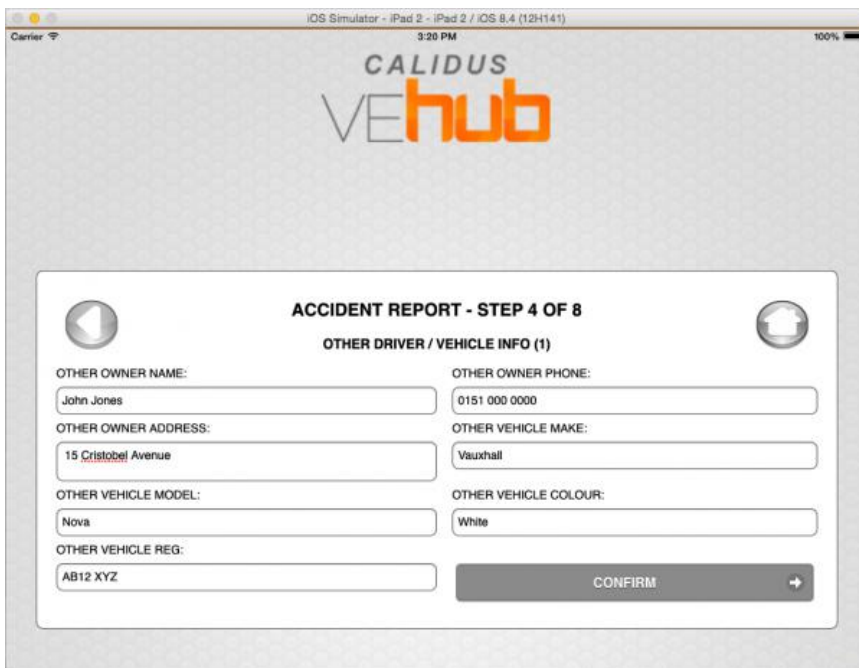 iOS Simulator - iPad 2 - iPad 2 / iOS 8.4 (12H141)
Carrier 3:20 PM 100%
CALIDUS
VEhub
ACCIDENT REPORT - STEP 4 OF 8
OTHER DRIVER / VEHICLE INFO (1)
OTHER OWNER NAME: OTHER OWNER PHONE:
John Jones 0151 000 0000
OTHER OWNER ADDRESS: OTHER VEHICLE MAKE:
15 Cristobel Avenue Vauxhall
OTHER VEHICLE MODEL: OTHER VEHICLE COLOUR:
Nova White
OTHER VEHICLE REG:
AB12 XYZ CONFIRM